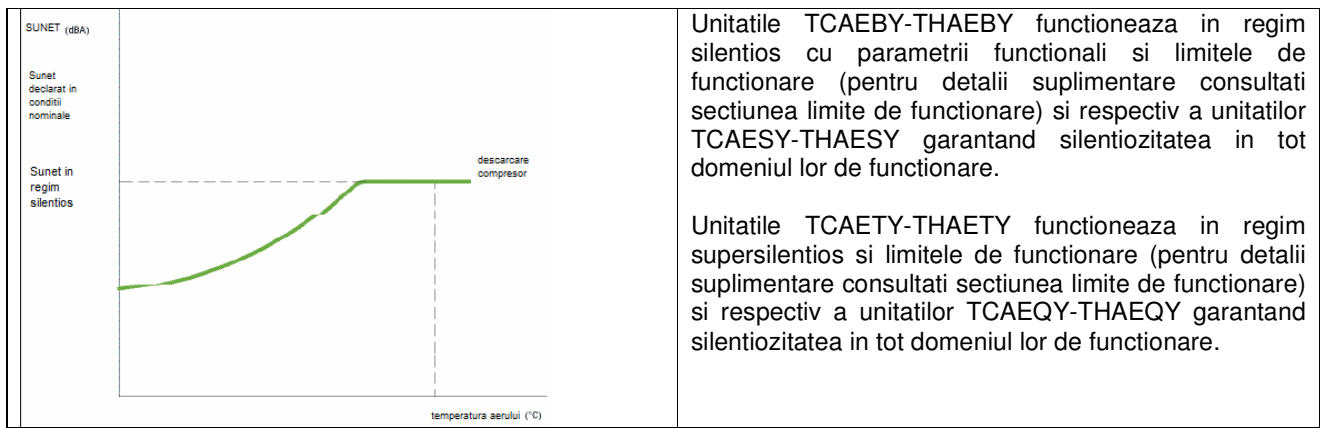 SUNET (dBA)
Sunet
declarat in
conditii
nominale
Sunet in
regim
silentios
descarcare
compresor
temperatura aerului (°C)
Unitatile TCAEBY-THAEBY functioneaza in regim
silentios cu parametrii functionali si limitele de
functionare (pentru detalii suplimentare consultati
sectiunea limite de functionare) si respectiv a unitatilor
TCAESY-THAESY garantand silentiozitatea in tot
domeniul lor de functionare.
Unitatile TCAETY-THAETY functioneaza in regim
supersilentios si limitele de functionare (pentru detalii
suplimentare consultati sectiunea limite de functionare)
si respectiv a unitatilor TCAEQY-THAEQY garantand
silentiozitatea in tot domeniul lor de functionare.